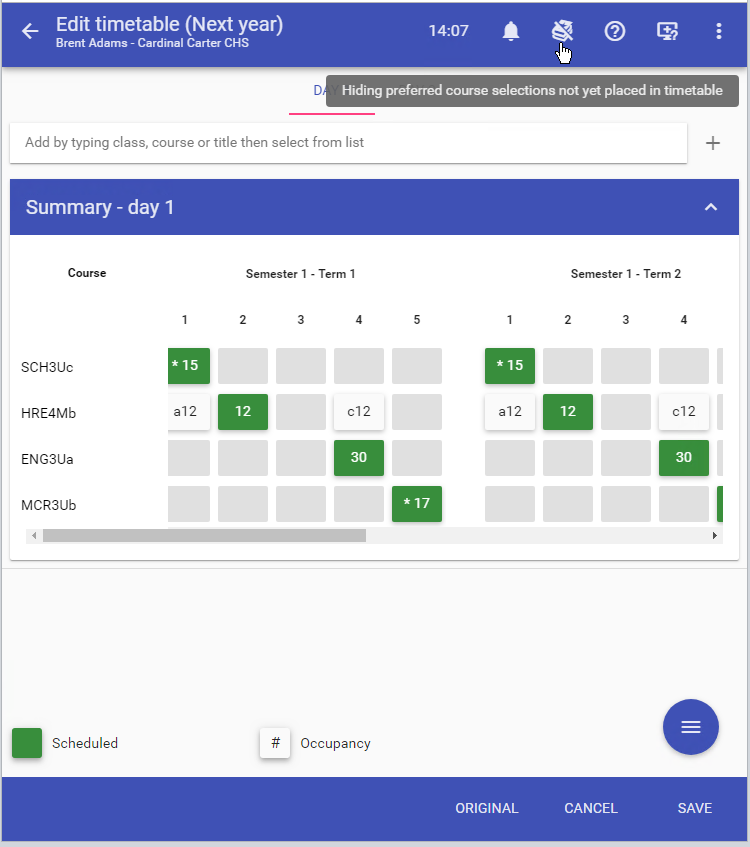 Edit timetable (Next year)
Brent Adams - Cardinal Carter CHS
14:07
Hiding preferred course selections not yet placed in timetable
Add by typing class, course or title then select from list
Summary - day 1
Course Semester 1 - Term 1 Semester 1 - Term 2
1 2 3 4 5 1 2 3 4
SCH3Uc * 15 * 15
HRE4Mb a12 12 c12 a12 12 c12
ENG3Ua 30 30
MCR3Ub * 17
Scheduled # Occupancy
ORIGINAL CANCEL SAVE